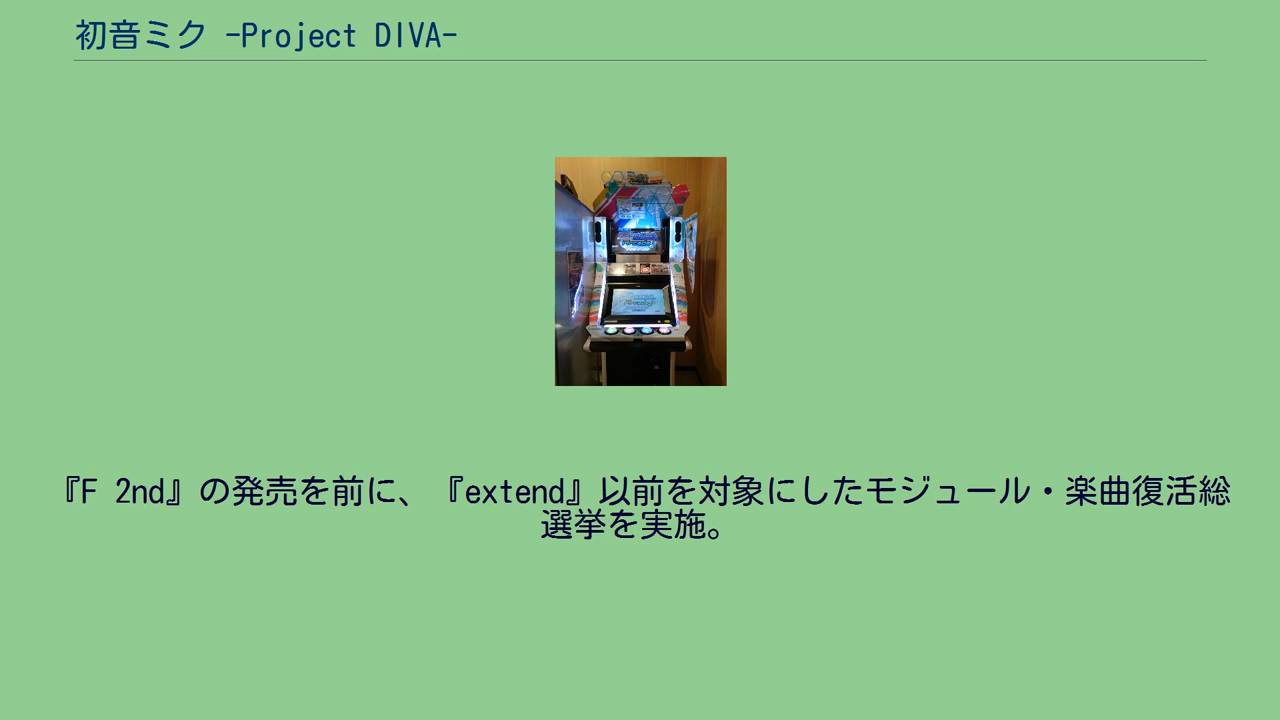 初音ミク -Project DIVA-
『F 2nd』の発売を前に、『extend』以前を対象にしたモジュール・楽曲復活総
選挙を実施。